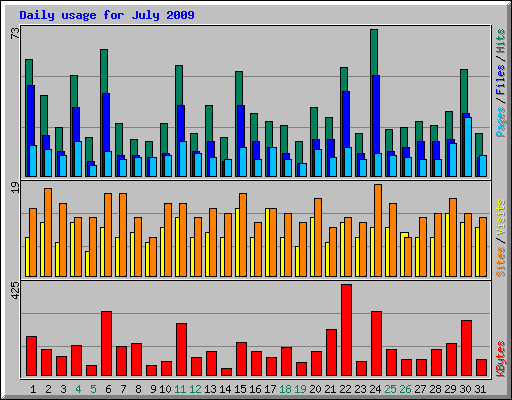 Daily usage for July 2009
73
Pages / Files / Hits
19
Sites / Visits
425
KBytes
1 2 3 4 5 6 7 8 9 10 11 12 13 14 15 16 17 18 19 20 21 22 23 24 25 26 27 28 29 30 31